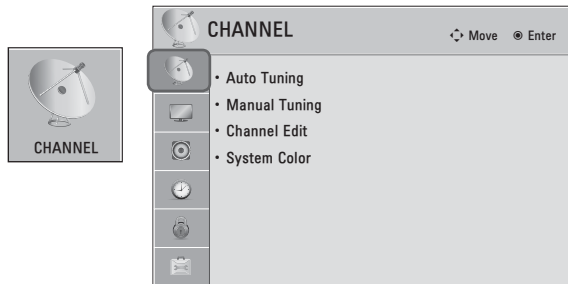 CHANNEL
CHANNEL Move Enter
• Auto Tuning
• Manual Tuning
• Channel Edit
• System Color